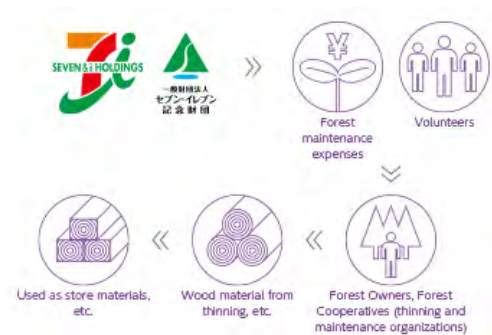 SEVEN & i HOLDINGS
一般財団法人
セブン-イレブン
記念財団
¥
Forest
maintenance
expenses
Volunteers
Used as store materials,
etc.
Wood material from
thinning, etc.
Forest Owners, Forest
Cooperatives (thinning and
maintenance organizations)